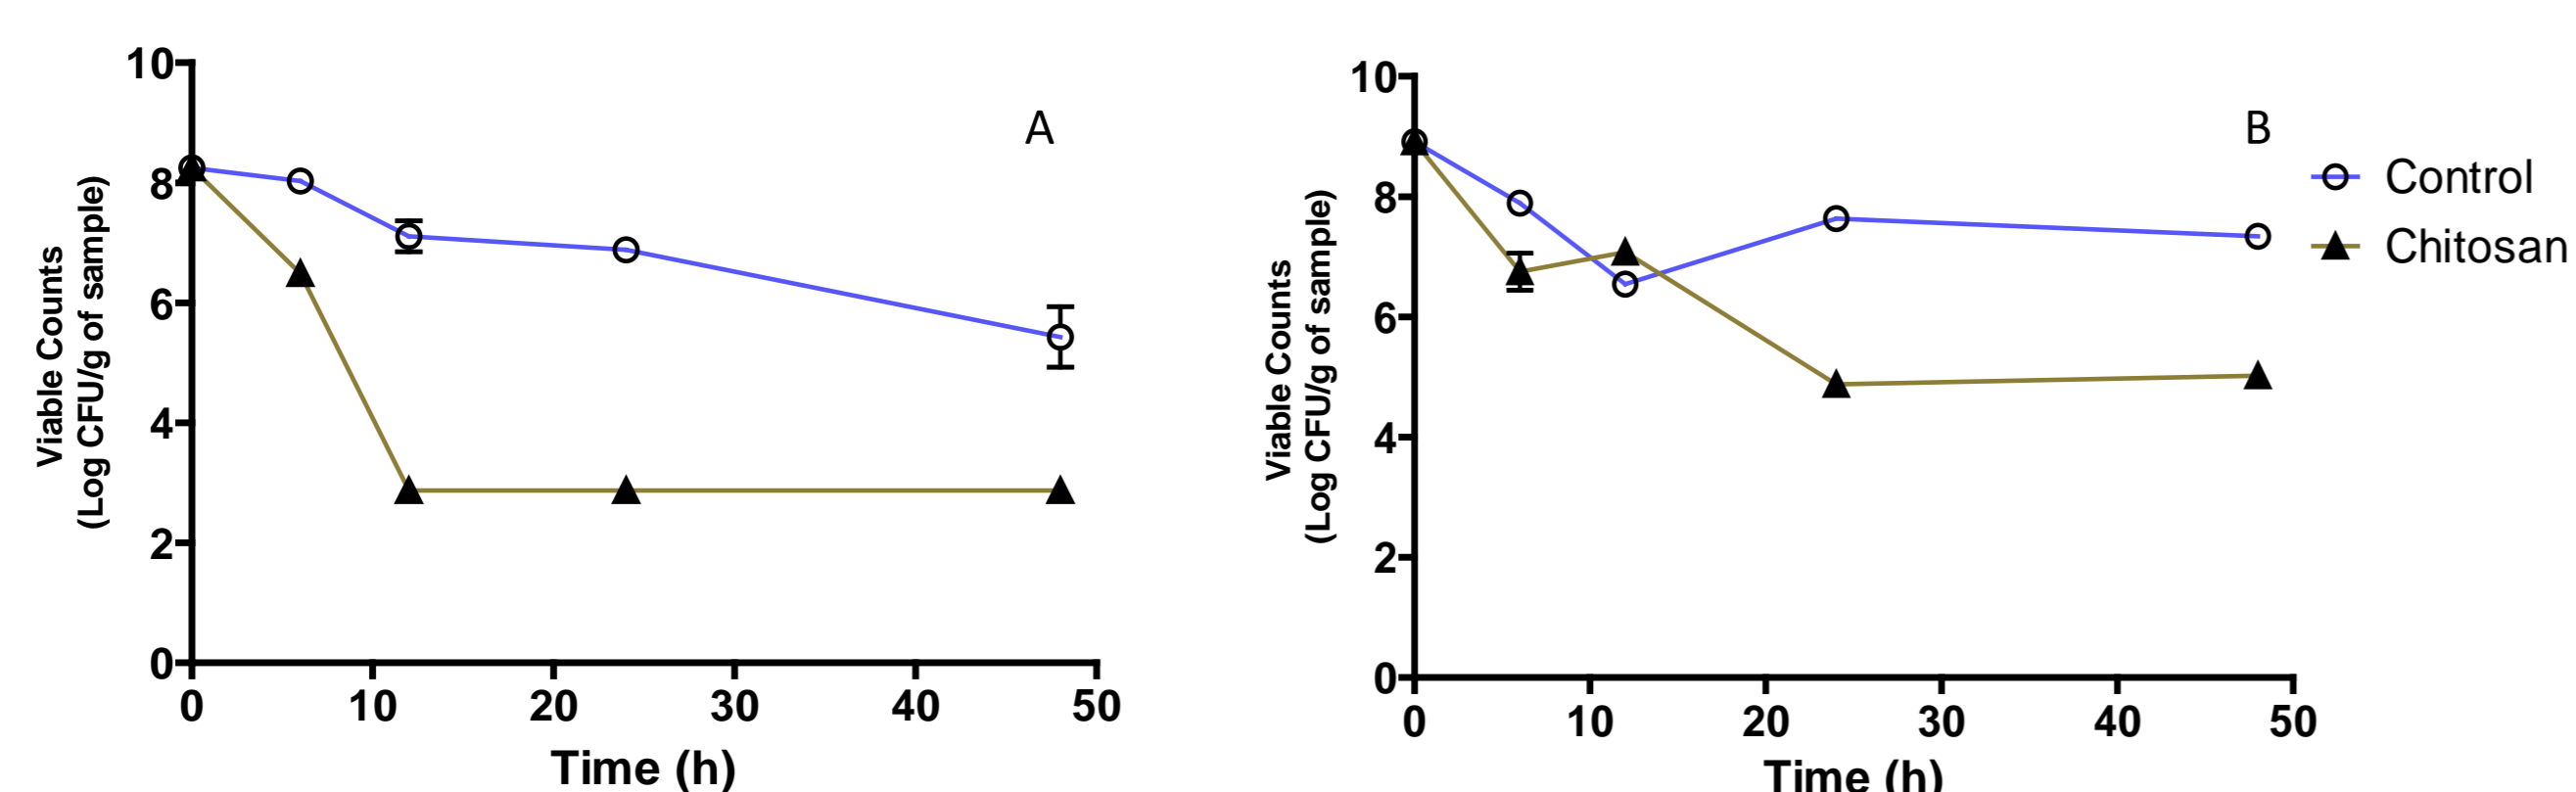 10
8
6
4
2
0
Viable Counts
(Log CFU/g of sample)
A
0 10 20 30 40 50
Time (h)
10
8
6
4
2
0
Viable Counts
(Log CFU/g of sample)
B
Control
Chitosan
0 10 20 30 40 50
Time (h)